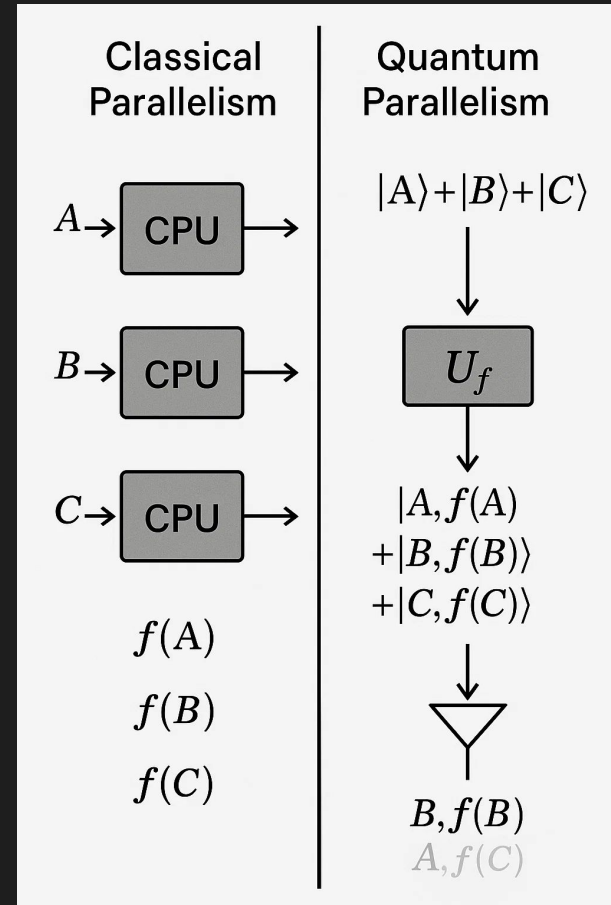 Classical
Parallelism
A
CPU
B
CPU
C
CPU
f(A)
f(B)
f(C)
Quantum
Parallelism
|A⟩+|B⟩+|C⟩
U_f
|A,f(A)
+|B,f(B)⟩
+|C,f(C)⟩
B,f(B)
A,f(C)